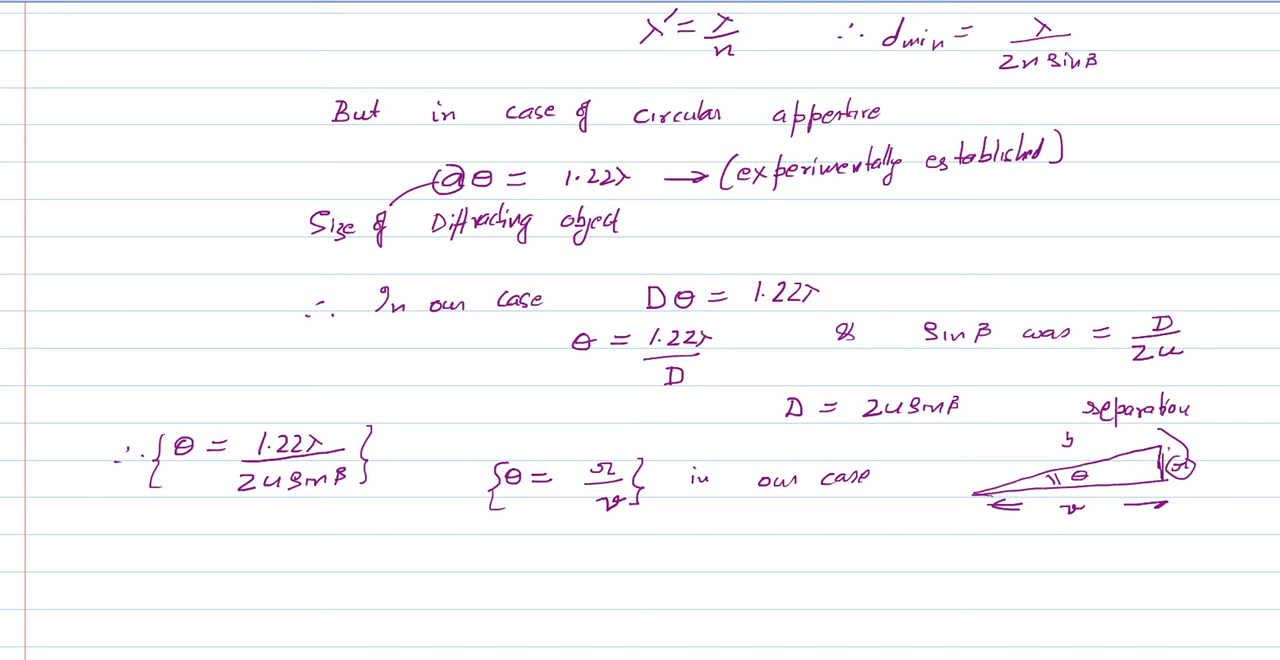 λ' = λ/n ∴ dmin = λ/2n sinβ
But in case of circular apperture
(a)θ = 1.22λ → (experimentally established)
Size of Diffracting object
∴ In our case Dθ = 1.22λ
θ = 1.22λ/D & sinβ was = D/2u
D = 2u sinβ separation
∴ {θ = 1.22λ/2u sinβ} {θ = r/v} in our case
θ
v